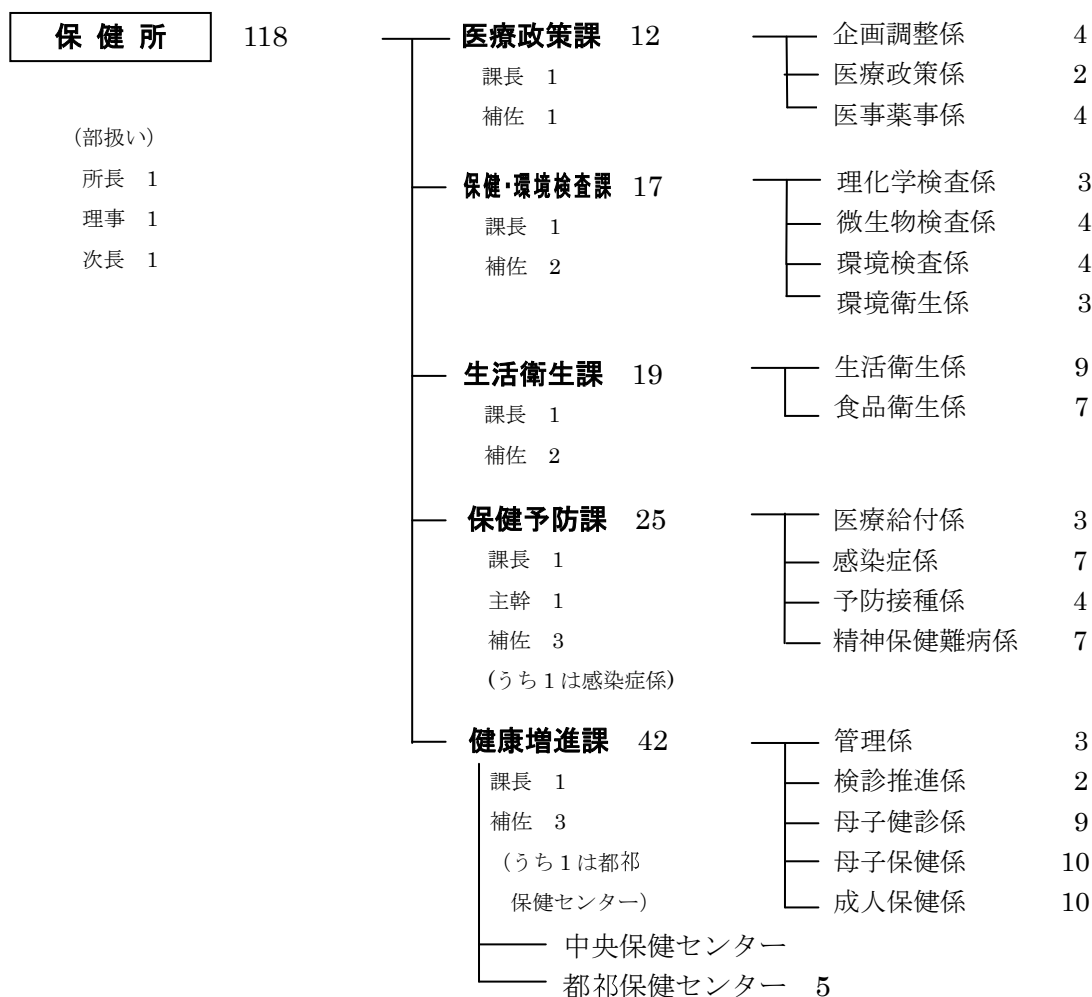 保健所 118
(部扱い)
所長 1
理事 1
次長 1
医療政策課 12
課長 1
補佐 1
企画調整係 4
医療政策係 2
医事薬事係 4
保健・環境検査課 17
課長 1
補佐 2
理化学検査係 3
微生物検査係 4
環境検査係 4
環境衛生係 3
生活衛生課 19
課長 1
補佐 2
生活衛生係 9
食品衛生係 7
保健予防課 25
課長 1
主幹 1
補佐 3
(うち1は感染症係)
医療給付係 3
感染症係 7
予防接種係 4
精神保健難病係 7
健康増進課 42
課長 1
補佐 3
(うち1は都祁
保健センター)
管理係 3
検診推進係 2
母子健診係 9
母子保健係 10
成人保健係 10
中央保健センター
都祁保健センター 5